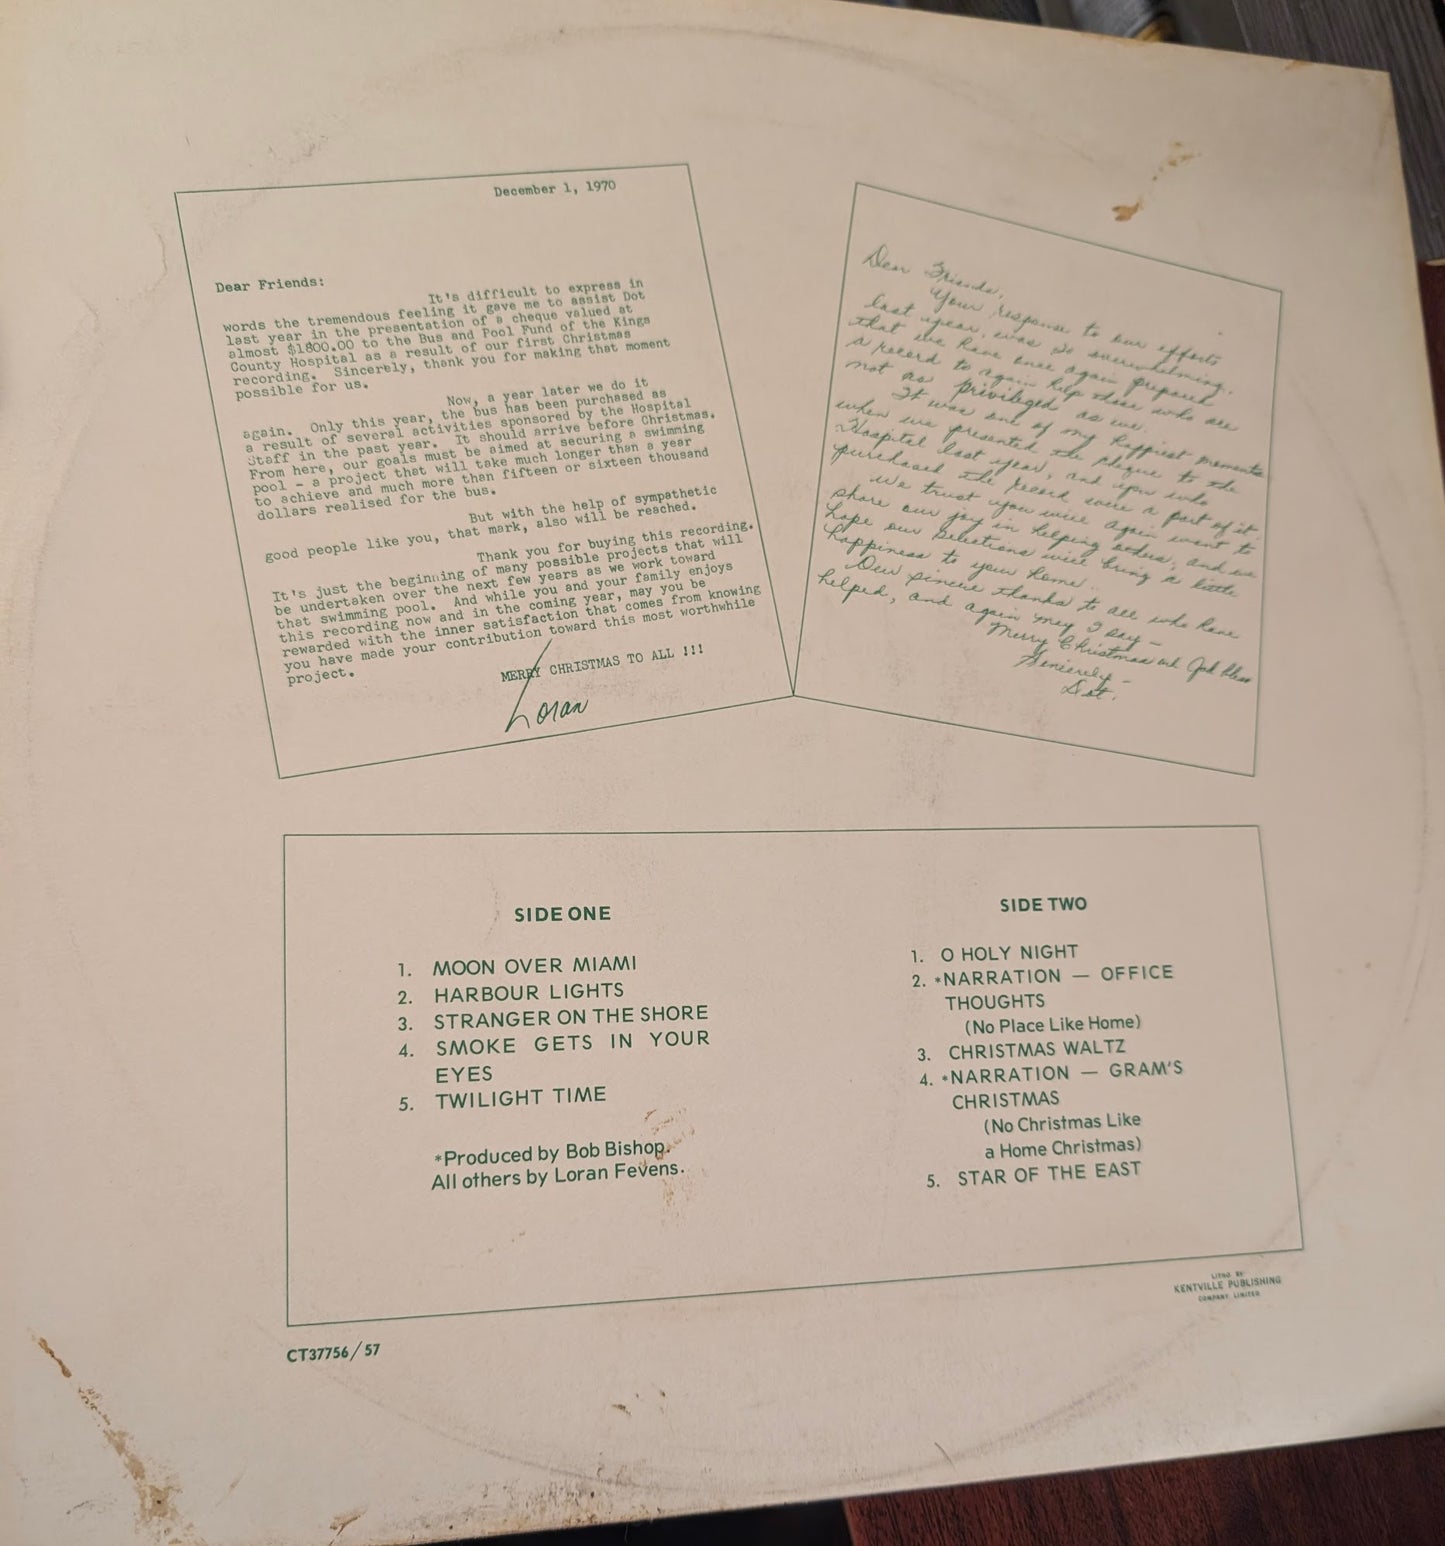 December 1, 1970
Dear Friends:
It's difficult to express in
words the tremendous feeling it gave me to assist Dot
last year in the presentation of a cheque valued at
almost $1800.00 to the Bus and Pool Fund of the Kings
County Hospital as a result of our first Christmas
recording. Sincerely, thank you for making that moment
possible for us.
Now, a year later we do it
again. Only this year, the bus has been purchased as
a result of several activities sponsored by the Hospital
Staff in the past year. It should arrive before Christmas.
From here, our goals must be aimed at securing a swimming
pool - a project that will take much longer than a year
to achieve and much more than fifteen or sixteen thousand
dollars realised for the bus.
But with the help of sympathetic
good people like you, that mark, also will be reached.
Thank you for buying this recording.
It's just the beginning of many possible projects that will
be undertaken over the next few years as we work toward
that swimming pool. And while you and your family enjoys
this recording now and in the coming year, may you be
rewarded with the inner satisfaction that comes from knowing
you have made your contribution toward this most worthwhile
project.
MERRY CHRISTMAS TO ALL !!!
Loran
Dear Friends,
Your response to our efforts
last year, was so overwhelming.
that we have once again prepared
a record to again help those who are
not as privileged as we.
It was one of my happiest moments
when we presented the plaque to the
Hospital last year, and you who
purchased the record were a part of it.
We trust you will again want to
share our joy in helping others, and we
hope our selections will bring a little
happiness to your home.
Our sincere thanks to all who have
helped, and again may I say -
Merry Christmas and God bless
Sincerely -
Dot.
SIDE ONE
1. MOON OVER MIAMI
2. HARBOUR LIGHTS
3. STRANGER ON THE SHORE
4. SMOKE GETS IN YOUR
EYES
5. TWILIGHT TIME
*Produced by Bob Bishop.
All others by Loran Fevens.
SIDE TWO
1. O HOLY NIGHT
2. *NARRATION — OFFICE
THOUGHTS
(No Place Like Home)
3. CHRISTMAS WALTZ
4. *NARRATION — GRAM'S
CHRISTMAS
(No Christmas Like
a Home Christmas)
5. STAR OF THE EAST
LITHO BY
KENTVILLE PUBLISHING
COMPANY LIMITED
CT37756/57